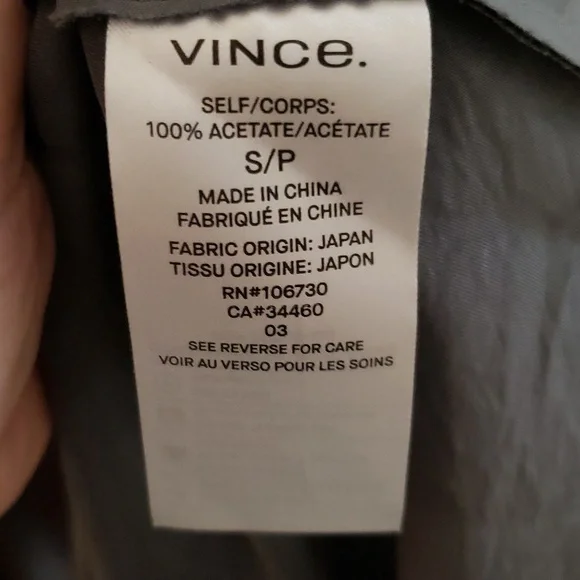 VINCe.
SELF/CORPS:
100% ACETATE/ACÉTATE
S/P
MADE IN CHINA
FABRIQUÉ EN CHINE
FABRIC ORIGIN: JAPAN
TISSU ORIGINE: JAPON
RN#106730
CA#34460
03
SEE REVERSE FOR CARE
VOIR AU VERSO POUR LES SOINS